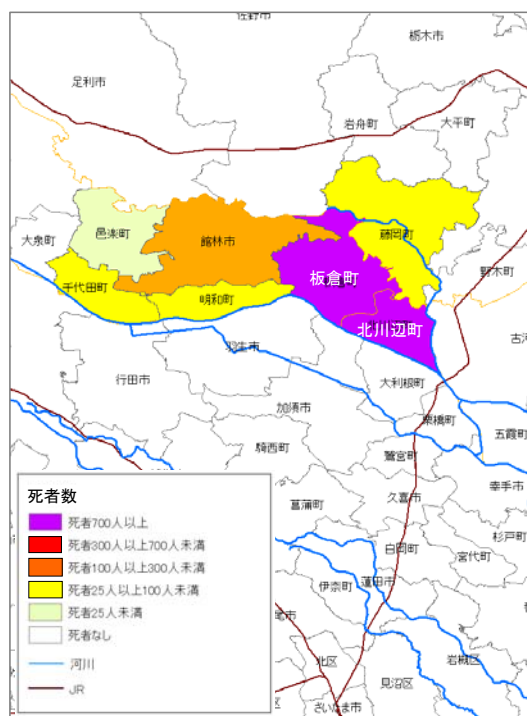 佐野市
栃木市
足利市
岩舟町
大平町
邑楽町
館林市
藤岡町
大泉町
野木町
板倉町
千代田町
明和町
北川辺町
羽生市
古河
行田市
大利根町
加須市
栗橋町
五霞町
騎西町
鷲宮町
幸手市
菖蒲町
久喜市
杉戸町
白岡町
宮代町
伊奈町
蓮田市
岩槻区
北区
見沼区
さいたま市
死者数
死者700人以上
死者300人以上700人未満
死者100人以上300人未満
死者25人以上100人未満
死者25人未満
死者なし
河川
JR